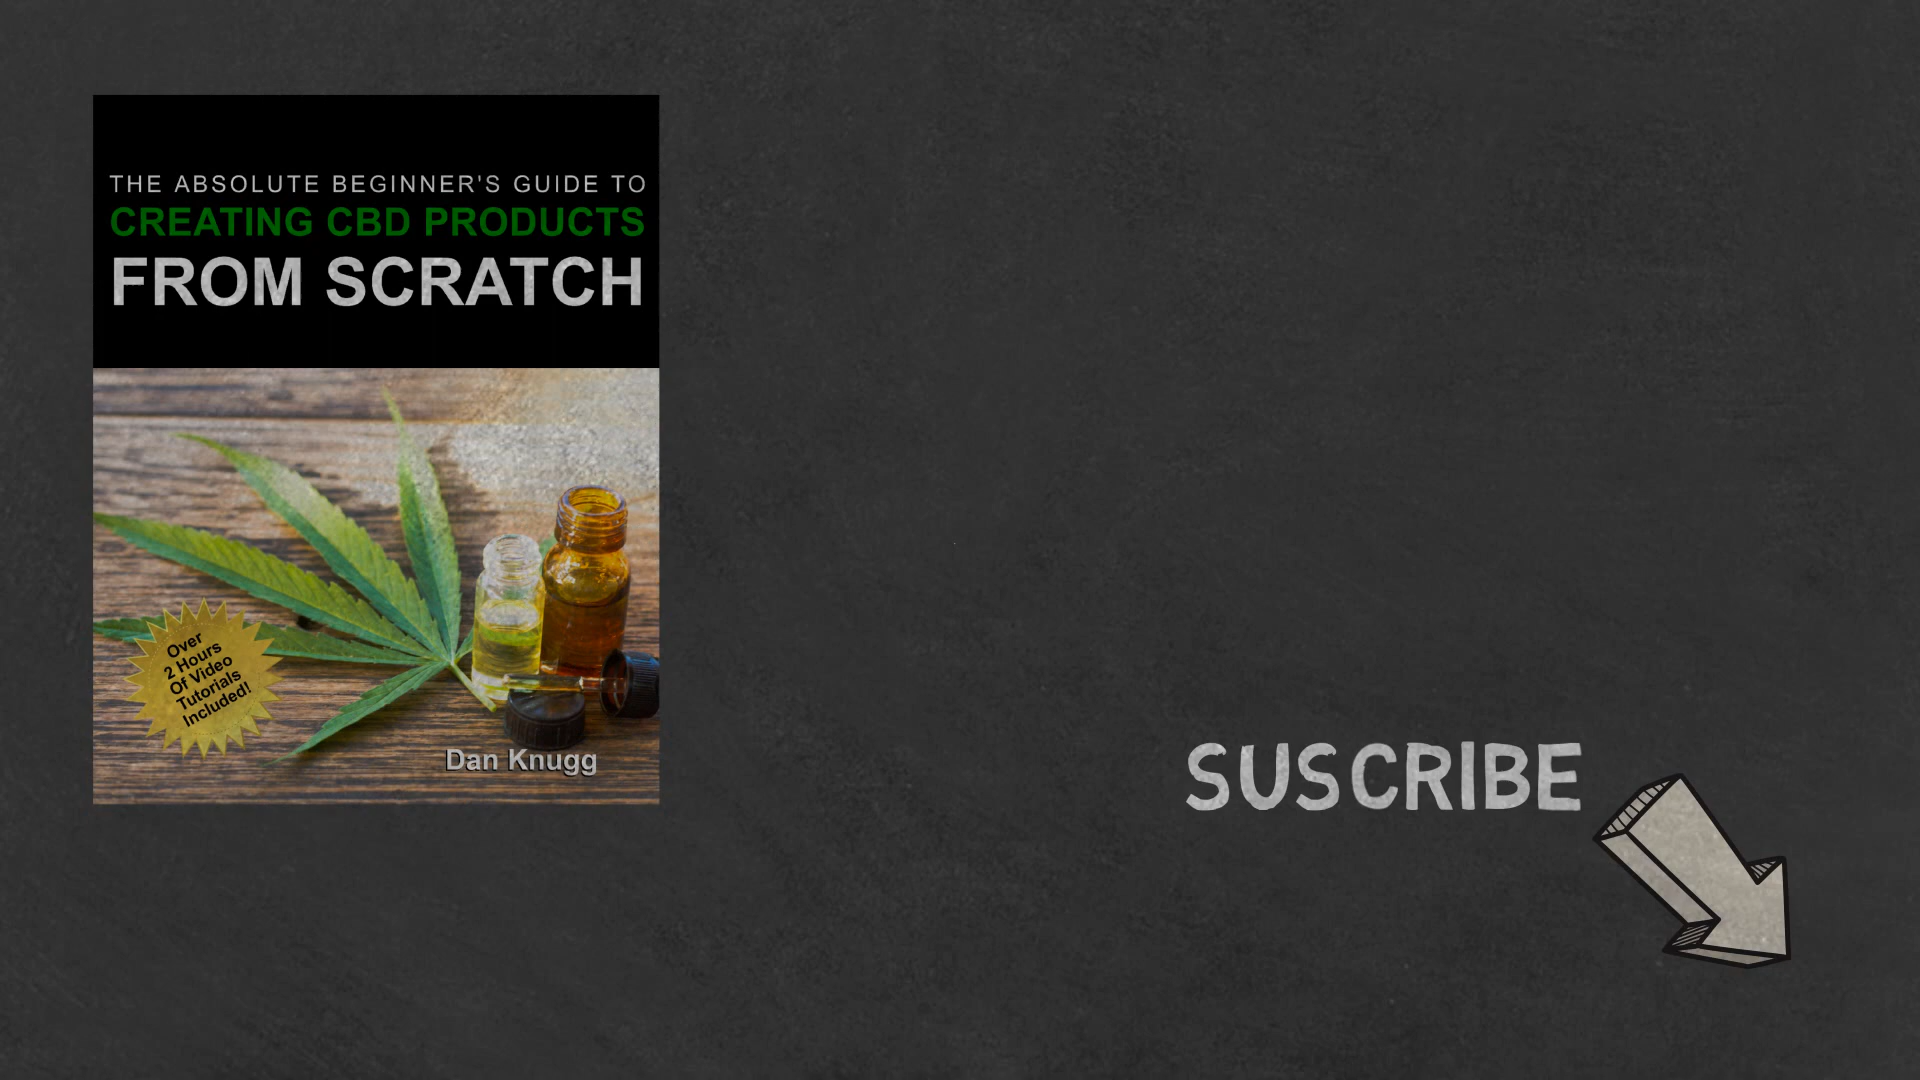 THE ABSOLUTE BEGINNER'S GUIDE TO
CREATING CBD PRODUCTS
FROM SCRATCH
Over
2 Hours
Of Video
Tutorials
Included!
Dan Knugg
SUSCRIBE